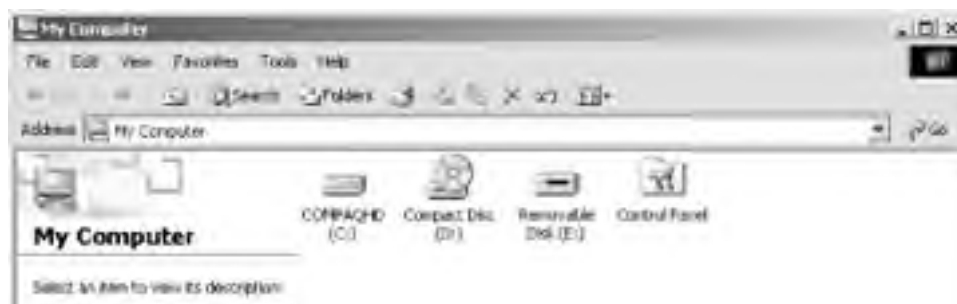 My Computer
File Edit View Favorites Tools Help
Search Folders
Address My Computer Go
COMPAQHD (C:)
Compact Disc (D:)
Removable Disk (E:)
Control Panel
My Computer
Select an item to view its description.